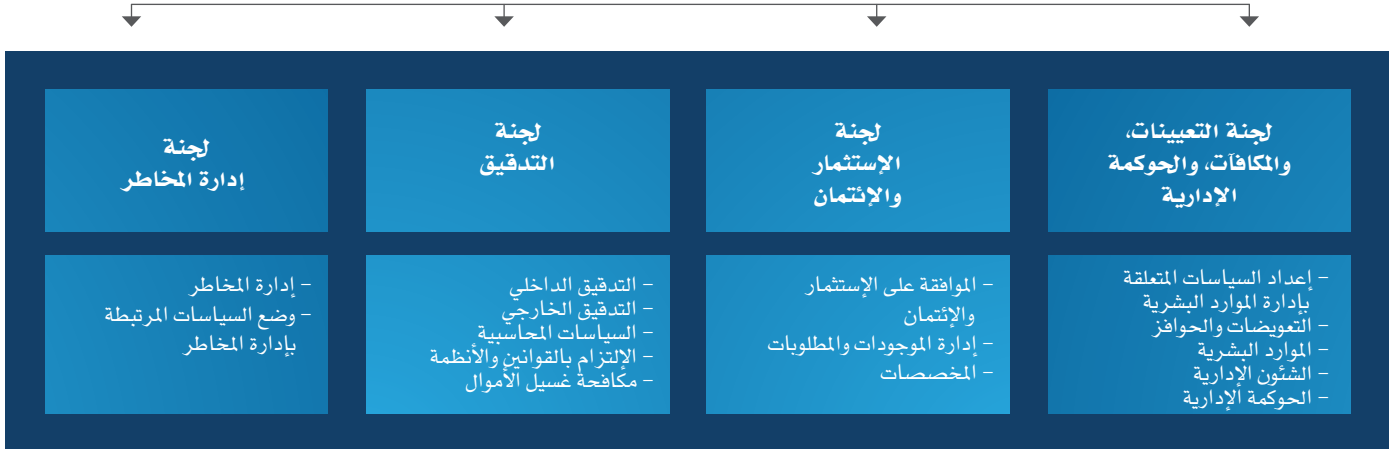 لجنة التعيينات،
والمكافآت، والحوكمة
الإدارية
– إعداد السياسات المتعلقة
بإدارة الموارد البشرية
– التعويضات والحوافز
– الموارد البشرية
– الشئون الإدارية
– الحوكمة الإدارية
لجنة
الإستثمار
والإئتمان
– الموافقة على الإستثمار
والإئتمان
– إدارة الموجودات والمطلوبات
– المخصصات
لجنة
التدقيق
– التدقيق الداخلي
– التدقيق الخارجي
– السياسات المحاسبية
– الإلتزام بالقوانين والأنظمة
– مكافحة غسيل الأموال
لجنة
إدارة المخاطر
– إدارة المخاطر
– وضع السياسات المرتبطة
بإدارة المخاطر